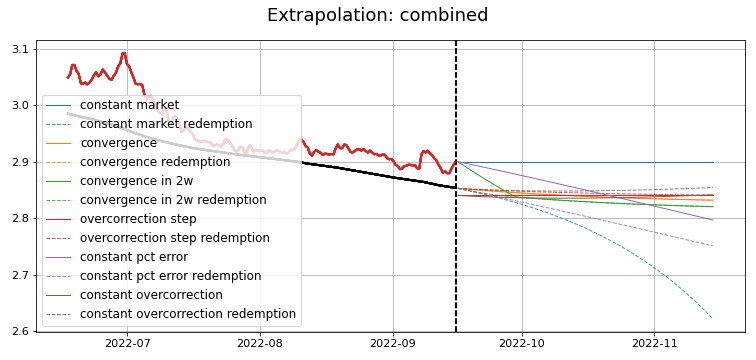 Extrapolation: combined
3.1
3.0
2.9
2.8
2.7
2.6
constant market
constant market redemption
convergence
convergence redemption
convergence in 2w
convergence in 2w redemption
overcorrection step
overcorrection step redemption
constant pct error
constant pct error redemption
constant overcorrection
constant overcorrection redemption
2022-07 2022-08 2022-09 2022-10 2022-11